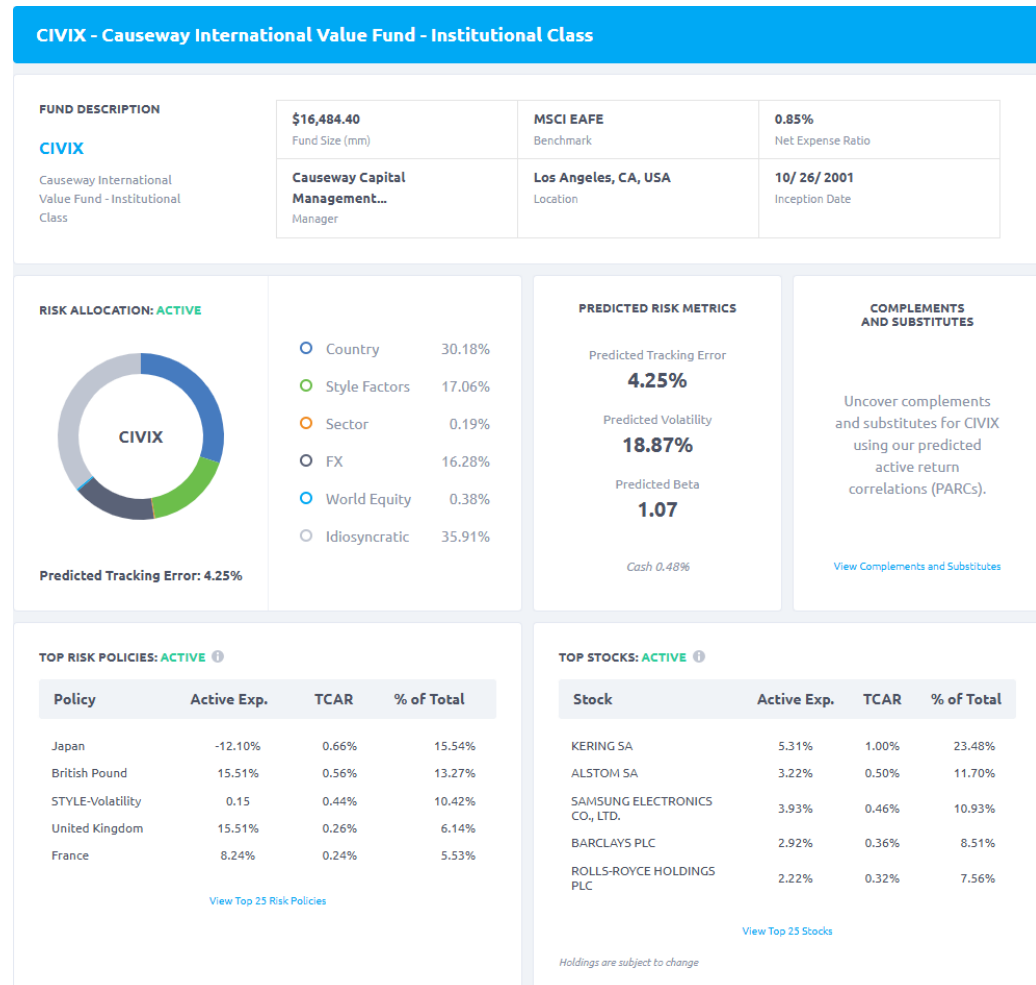 CIVIX - Causeway International Value Fund - Institutional Class
FUND DESCRIPTION
CIVIX
Causeway International
Value Fund - Institutional
Class
$16,484.40
Fund Size (mm)
MSCI EAFE
Benchmark
0.85%
Net Expense Ratio
Causeway Capital
Management...
Manager
Los Angeles, CA, USA
Location
10/ 26/ 2001
Inception Date
RISK ALLOCATION: ACTIVE
CIVIX
Predicted Tracking Error: 4.25%
Country 30.18%
Style Factors 17.06%
Sector 0.19%
FX 16.28%
World Equity 0.38%
Idiosyncratic 35.91%
PREDICTED RISK METRICS
Predicted Tracking Error
4.25%
Predicted Volatility
18.87%
Predicted Beta
1.07
Cash 0.48%
COMPLEMENTS
AND SUBSTITUTES
Uncover complements
and substitutes for CIVIX
using our predicted
active return
correlations (PARCs).
View Complements and Substitutes
TOP RISK POLICIES: ACTIVE
Policy Active Exp. TCAR % of Total
Japan -12.10% 0.66% 15.54%
British Pound 15.51% 0.56% 13.27%
STYLE-Volatility 0.15 0.44% 10.42%
United Kingdom 15.51% 0.26% 6.14%
France 8.24% 0.24% 5.53%
View Top 25 Risk Policies
TOP STOCKS: ACTIVE
Stock Active Exp. TCAR % of Total
KERING SA 5.31% 1.00% 23.48%
ALSTOM SA 3.22% 0.50% 11.70%
SAMSUNG ELECTRONICS
CO., LTD. 3.93% 0.46% 10.93%
BARCLAYS PLC 2.92% 0.36% 8.51%
ROLLS-ROYCE HOLDINGS
PLC 2.22% 0.32% 7.56%
View Top 25 Stocks
Holdings are subject to change